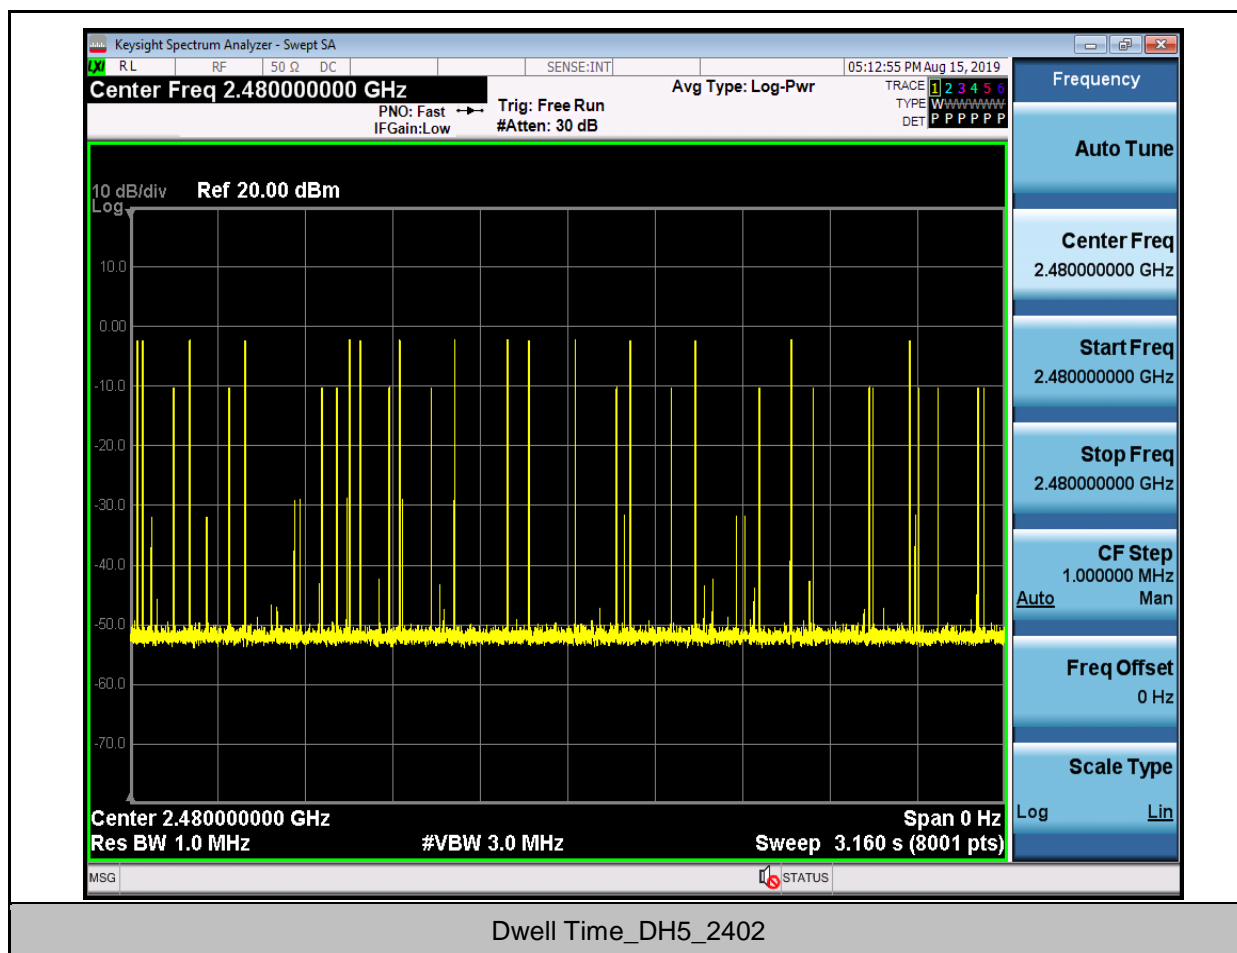 Keysight Spectrum Analyzer - Swept SA
LXI RL RF 50 Ω DC SENSE:INT 05:12:55 PM Aug 15, 2019
Center Freq 2.480000000 GHz
PNO: Fast
IFGain:Low
Trig: Free Run
#Atten: 30 dB
Avg Type: Log-Pwr
TRACE 1 2 3 4 5 6
TYPE WWWWWW
DET P P P P P P
10 dB/div Ref 20.00 dBm
Log
10.0
0.00
-10.0
-20.0
-30.0
-40.0
-50.0
-60.0
-70.0
Center 2.480000000 GHz Span 0 Hz
Res BW 1.0 MHz #VBW 3.0 MHz Sweep 3.160 s (8001 pts)
MSG STATUS
Frequency
Auto Tune
Center Freq
2.480000000 GHz
Start Freq
2.480000000 GHz
Stop Freq
2.480000000 GHz
CF Step
1.000000 MHz
Auto Man
Freq Offset
0 Hz
Scale Type
Log Lin
Dwell Time_DH5_2402